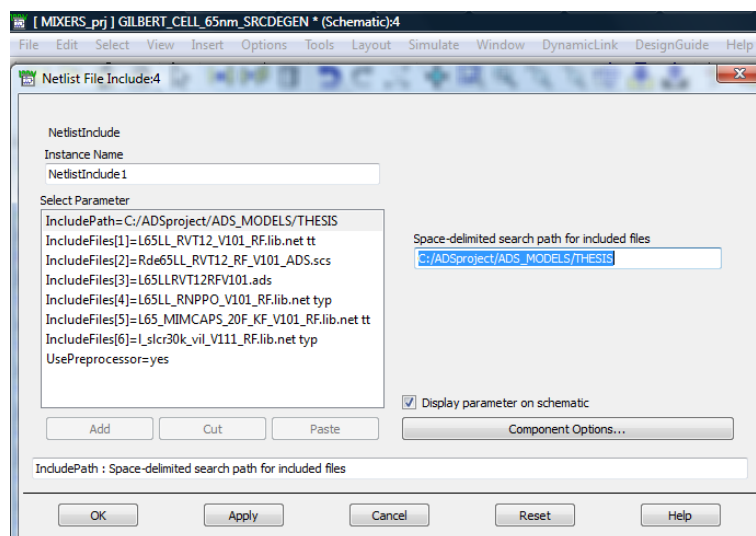 [ MIXERS_prj ] GILBERT_CELL_65nm_SRCDEGEN * (Schematic):4
File Edit Select View Insert Options Tools Layout Simulate Window DynamicLink DesignGuide Help
Netlist File Include:4
NetlistInclude
Instance Name
NetlistInclude1
Select Parameter
IncludePath=C:/ADSproject/ADS_MODELS/THESIS
IncludeFiles[1]=L65LL_RVT12_V101_RF.lib.net tt
IncludeFiles[2]=Rde65LL_RVT12_RF_V101_ADS.scs
IncludeFiles[3]=L65LLRVT12RFV101.ads
IncludeFiles[4]=L65LL_RNPPO_V101_RF.lib.net typ
IncludeFiles[5]=L65_MIMCAPS_20F_KF_V101_RF.lib.net tt
IncludeFiles[6]=l_slcr30k_vil_V111_RF.lib.net typ
UsePreprocessor=yes
Space-delimited search path for included files
C:/ADSproject/ADS_MODELS/THESIS
Display parameter on schematic
Add Cut Paste
Component Options...
IncludePath : Space-delimited search path for included files
OK Apply Cancel Reset Help